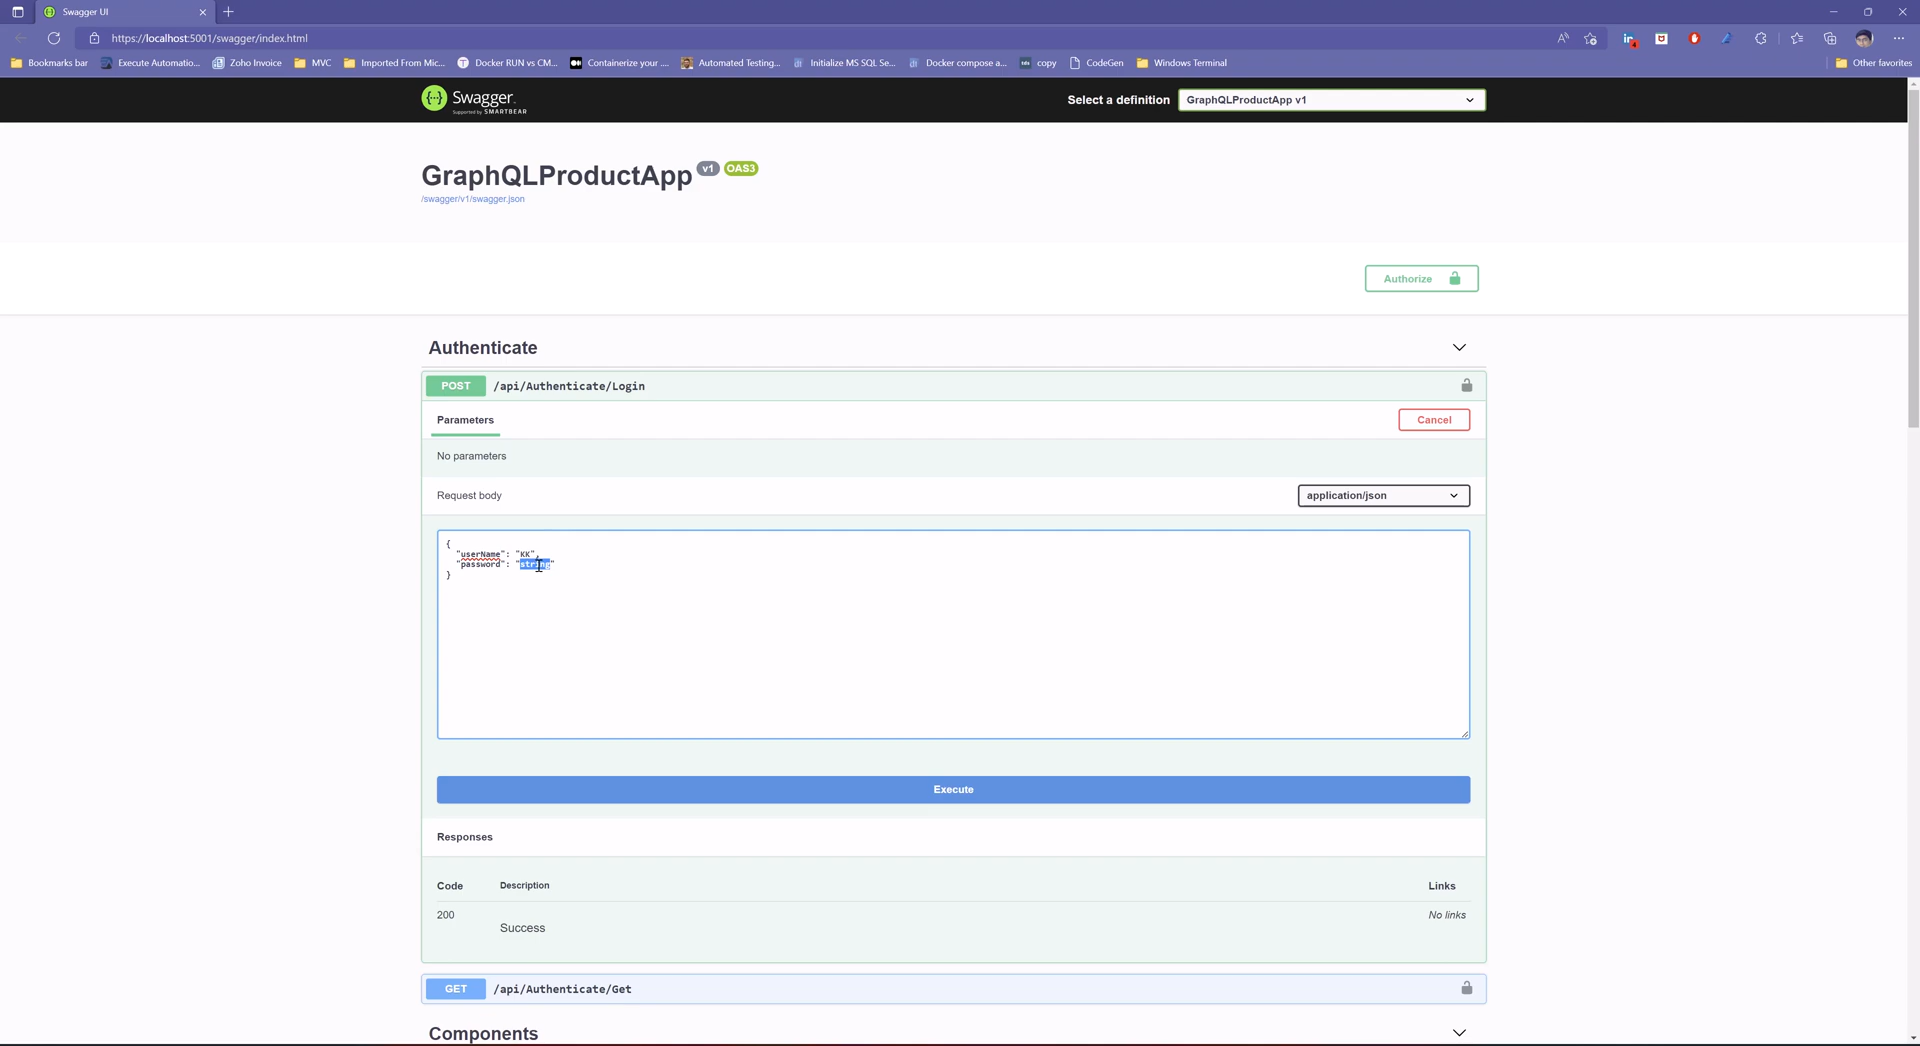 Swagger UI
https://localhost:5001/swagger/index.html
Bookmarks bar
Execute Automatio...
Zoho Invoice
MVC
Imported From Mic...
Docker RUN vs CM...
Containerize your ....
Automated Testing...
Initialize MS SQL Se...
Docker compose a...
copy
CodeGen
Windows Terminal
Other favorites
Swagger.
Supported by SMARTBEAR
Select a definition
GraphQLProductApp v1
GraphQLProductApp v1 OAS3
/swagger/v1/swagger.json
Authorize
Authenticate
POST /api/Authenticate/Login
Parameters
Cancel
No parameters
Request body
application/json
{
"userName": "KK",
"password": "string"
}
Execute
Responses
Code Description Links
200 No links
Success
GET /api/Authenticate/Get
Components